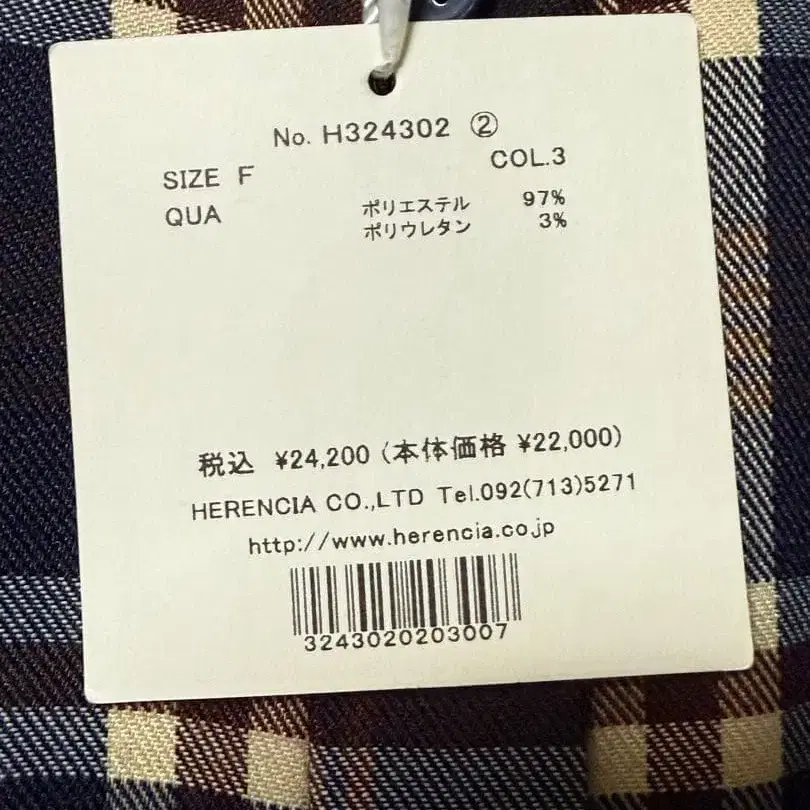 No. H324302 ②
COL.3
SIZE F
QUA ポリエステル 97%
ポリウレタン 3%
税込 ¥24,200 (本体価格 ¥22,000)
HERENCIA CO.,LTD Tel.092(713)5271
http://www.herencia.co.jp
3243020203007